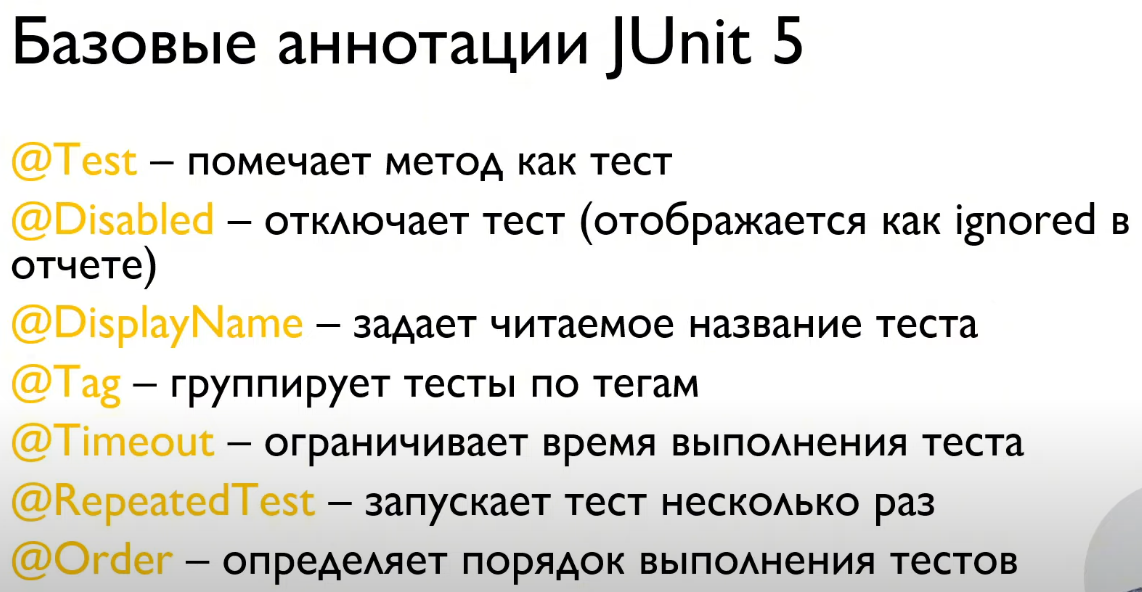 Базовые аннотации JUnit 5
@Test – помечает метод как тест
@Disabled – отключает тест (отображается как ignored в
отчете)
@DisplayName – задает читаемое название теста
@Tag – группирует тесты по тегам
@Timeout – ограничивает время выполнения теста
@RepeatedTest – запускает тест несколько раз
@Order – определяет порядок выполнения тестов